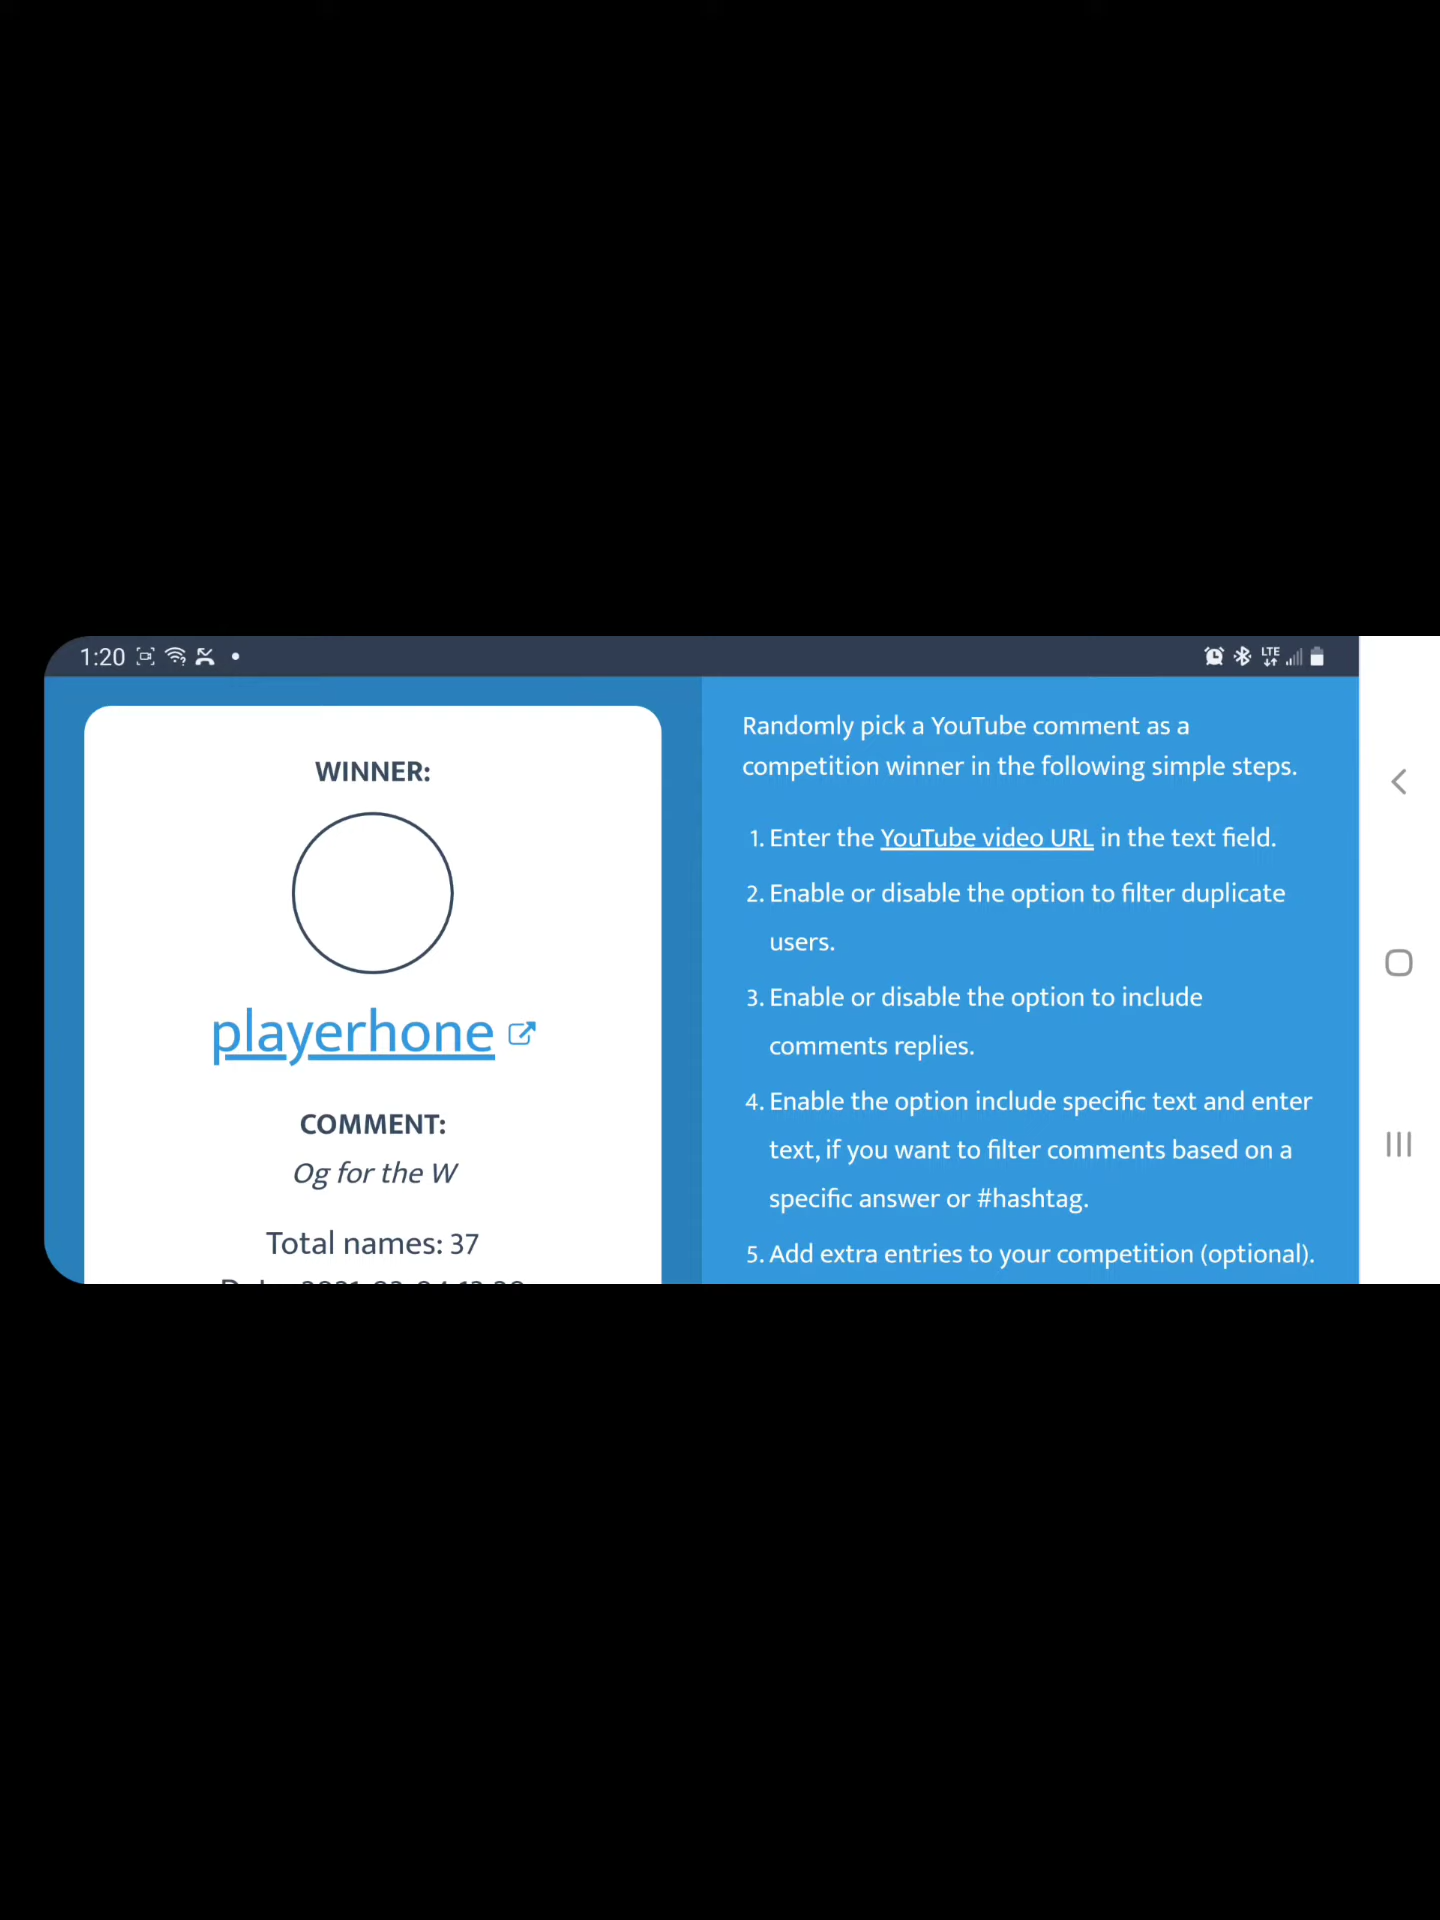 1:20
LTE
WINNER:
playerhone
COMMENT:
Og for the W
Total names: 37
Randomly pick a YouTube comment as a
competition winner in the following simple steps.
1. Enter the YouTube video URL in the text field.
2. Enable or disable the option to filter duplicate
users.
3. Enable or disable the option to include
comments replies.
4. Enable the option include specific text and enter
text, if you want to filter comments based on a
specific answer or #hashtag.
5. Add extra entries to your competition (optional).